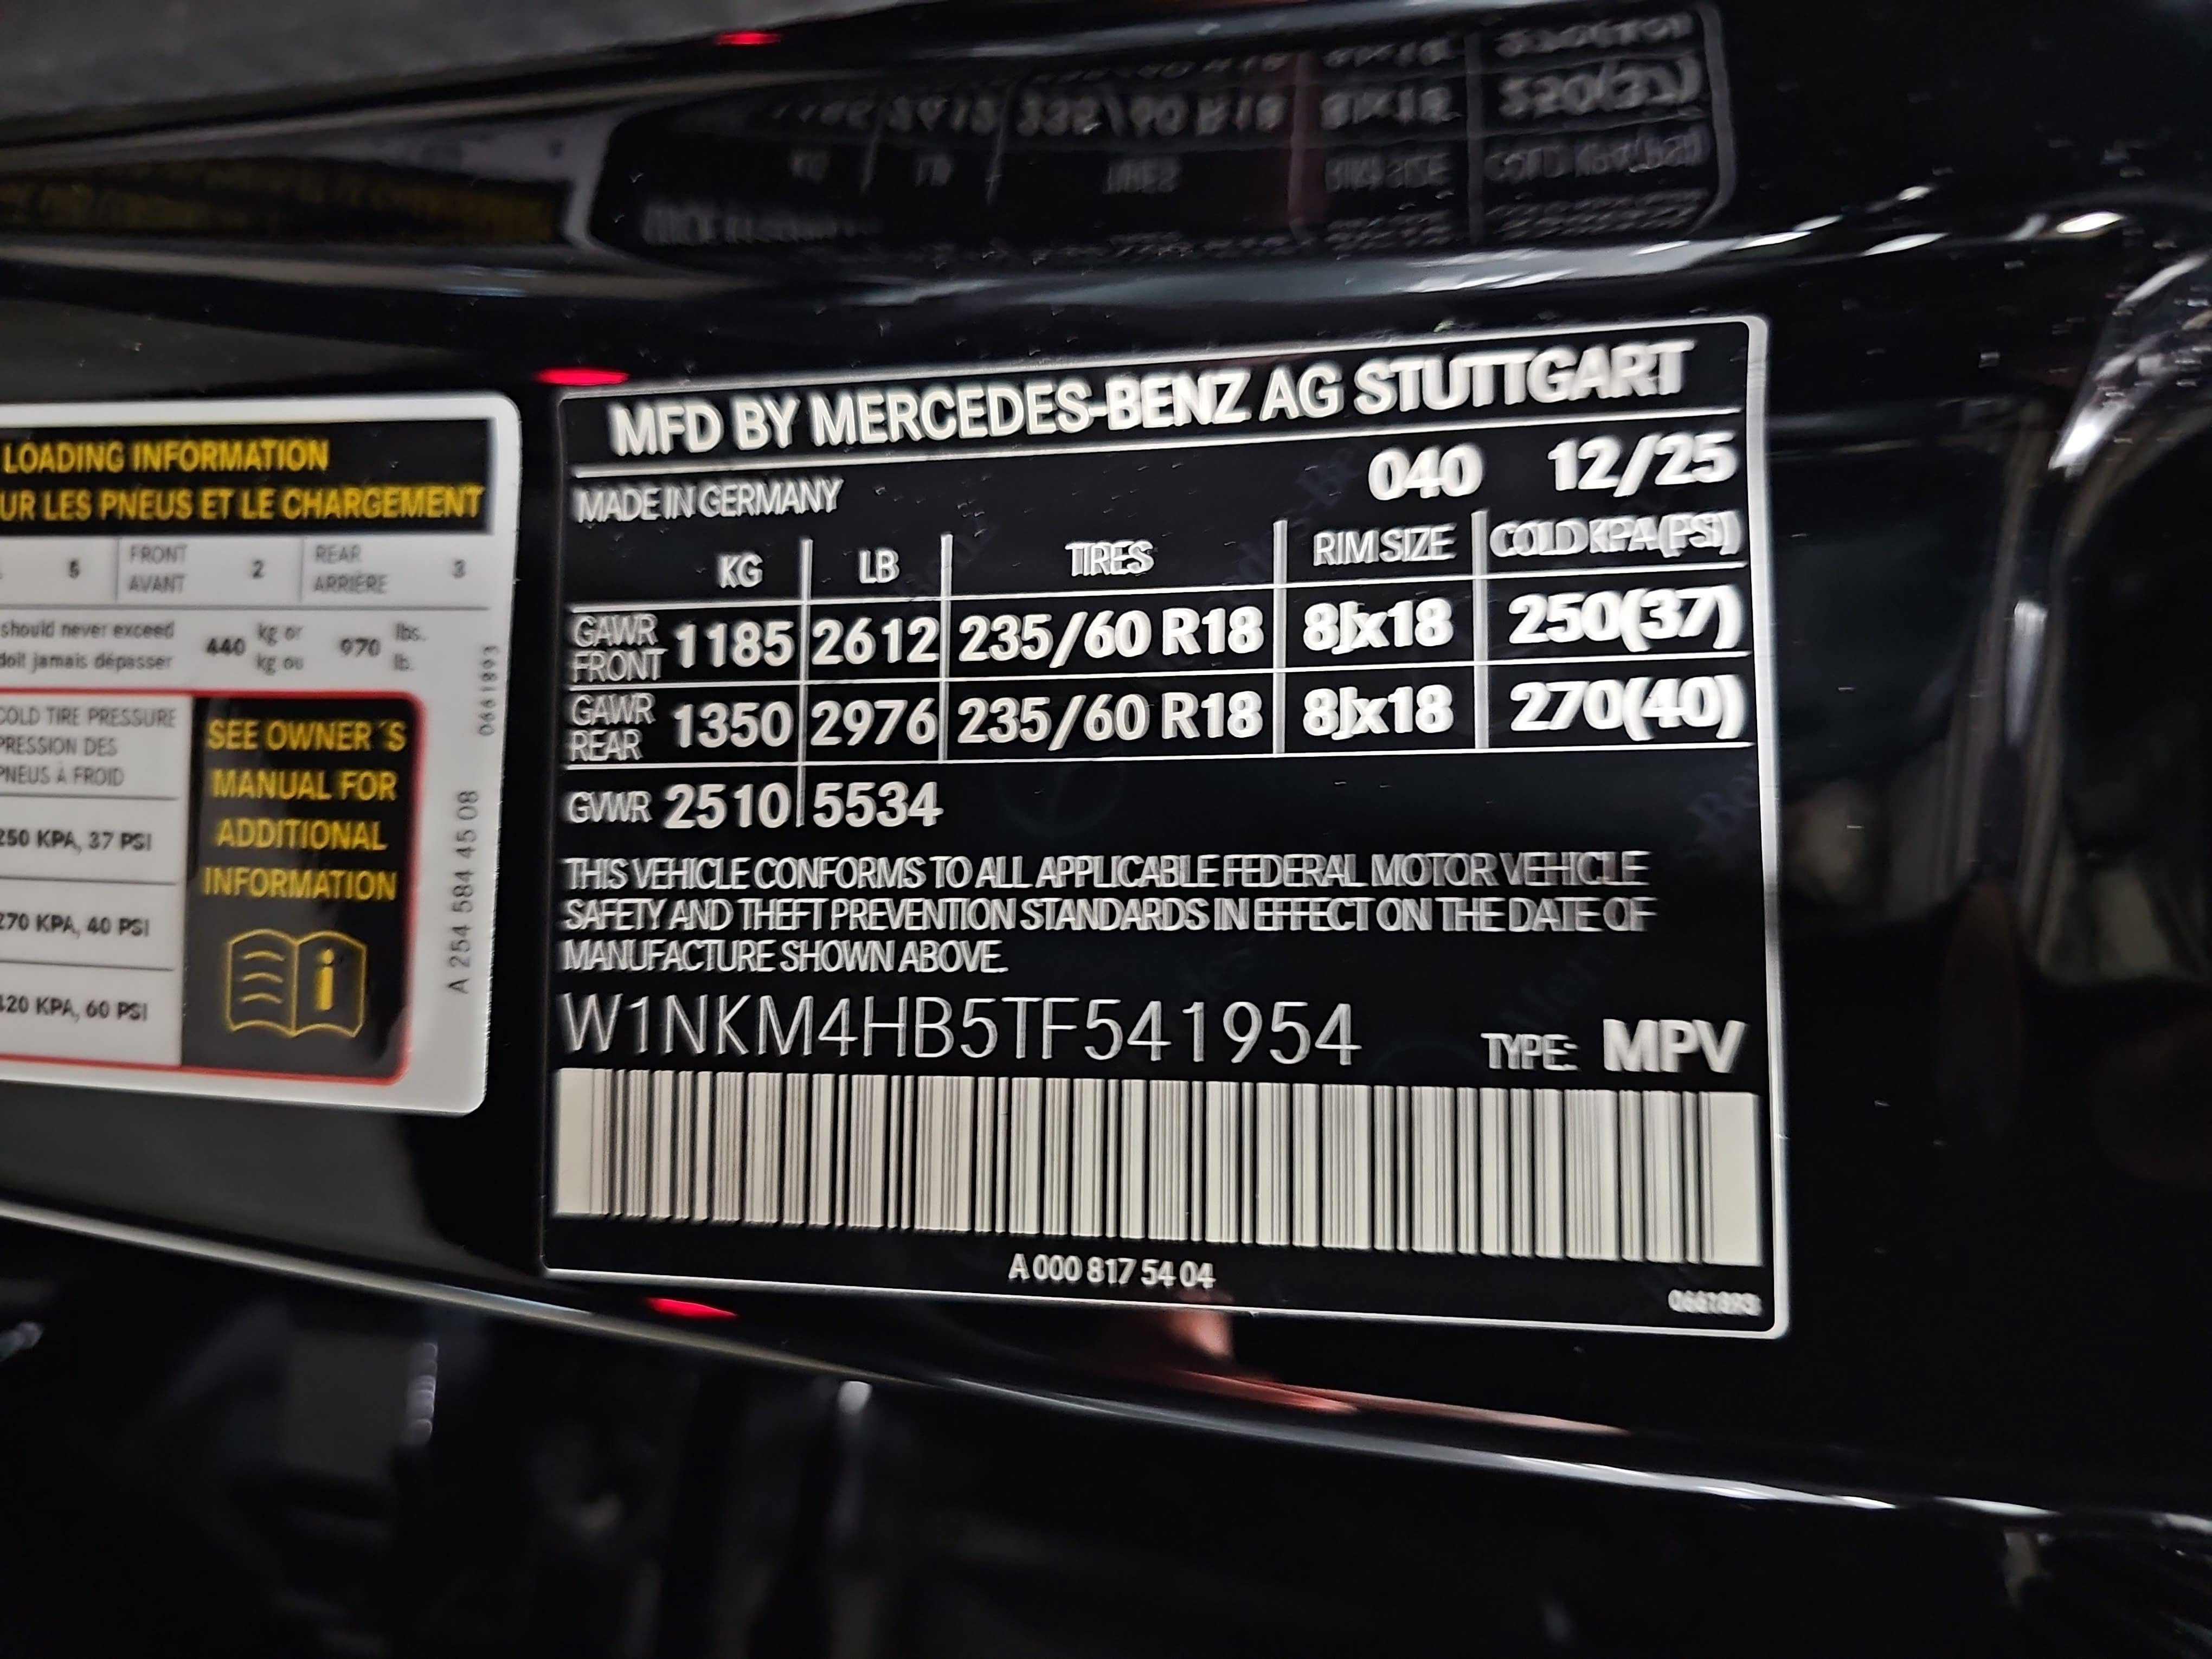 LOADING INFORMATION
UR LES PNEUS ET LE CHARGEMENT
5 FRONT AVANT 2 REAR ARRIÈRE 3
should never exceed
doit jamais dépasser
440 kg or kg ou 970 lbs. lb.
0661893
COLD TIRE PRESSURE
PRESSION DES
PNEUS À FROID
250 KPA, 37 PSI
270 KPA, 40 PSI
420 KPA, 60 PSI
SEE OWNER´S
MANUAL FOR
ADDITIONAL
INFORMATION
A 254 584 45 08
MFD BY MERCEDES-BENZ AG STUTTGART
MADE IN GERMANY 040 12/25
KG LB TIRES RIM SIZE COLD KPA(PSI)
GAWR FRONT 1185 2612 235/60 R18 8Jx18 250(37)
GAWR REAR 1350 2976 235/60 R18 8Jx18 270(40)
GVWR 2510 5534
THIS VEHICLE CONFORMS TO ALL APPLICABLE FEDERAL MOTOR VEHICLE
SAFETY AND THEFT PREVENTION STANDARDS IN EFFECT ON THE DATE OF
MANUFACTURE SHOWN ABOVE.
W1NKM4HB5TF541954 TYPE: MPV
A 000 817 54 04
0661893